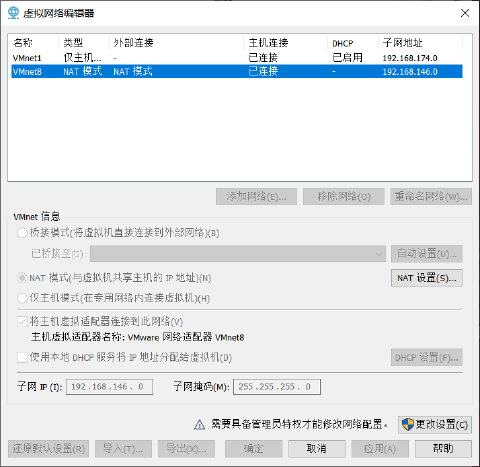 虚拟网络编辑器
名称 类型 外部连接 主机连接 DHCP 子网地址
VMnet1 仅主机... - 已连接 已启用 192.168.174.0
VMnet8 NAT 模式 NAT 模式 已连接 - 192.168.146.0
添加网络(E)... 移除网络(O) 重命名网络(W)...
VMnet 信息
桥接模式(将虚拟机直接连接到外部网络)(B)
已桥接至(G): 自动设置(U)...
NAT 模式(与虚拟机共享主机的 IP 地址)(N) NAT 设置(S)...
仅主机模式(在专用网络内连接虚拟机)(H)
将主机虚拟适配器连接到此网络(V)
主机虚拟适配器名称: VMware 网络适配器 VMnet8
使用本地 DHCP 服务将 IP 地址分配给虚拟机(D) DHCP 设置(P)...
子网 IP (I): 192.168.146. 0 子网掩码(M): 255.255.255. 0
需要具备管理员特权才能修改网络配置。 更改设置(C)
还原默认设置(R) 导入(T)... 导出(X)... 确定 取消 应用(A) 帮助